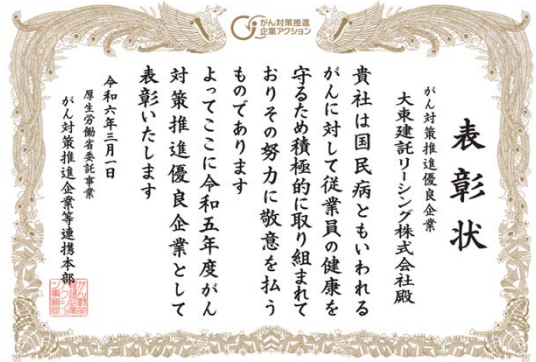 がん対策推進
企業アクション
表彰状
がん対策推進優良企業
大東建託リーシング株式会社殿
貴社は国民病ともいわれる
がんに対して従業員の健康を
守るため積極的に取り組まれて
おりその努力に敬意を払う
ものであります
よってここに令和五年度がん
対策推進優良企業として
表彰いたします
令和六年三月一日
厚生労働省委託事業
がん対策推進企業等連携本部